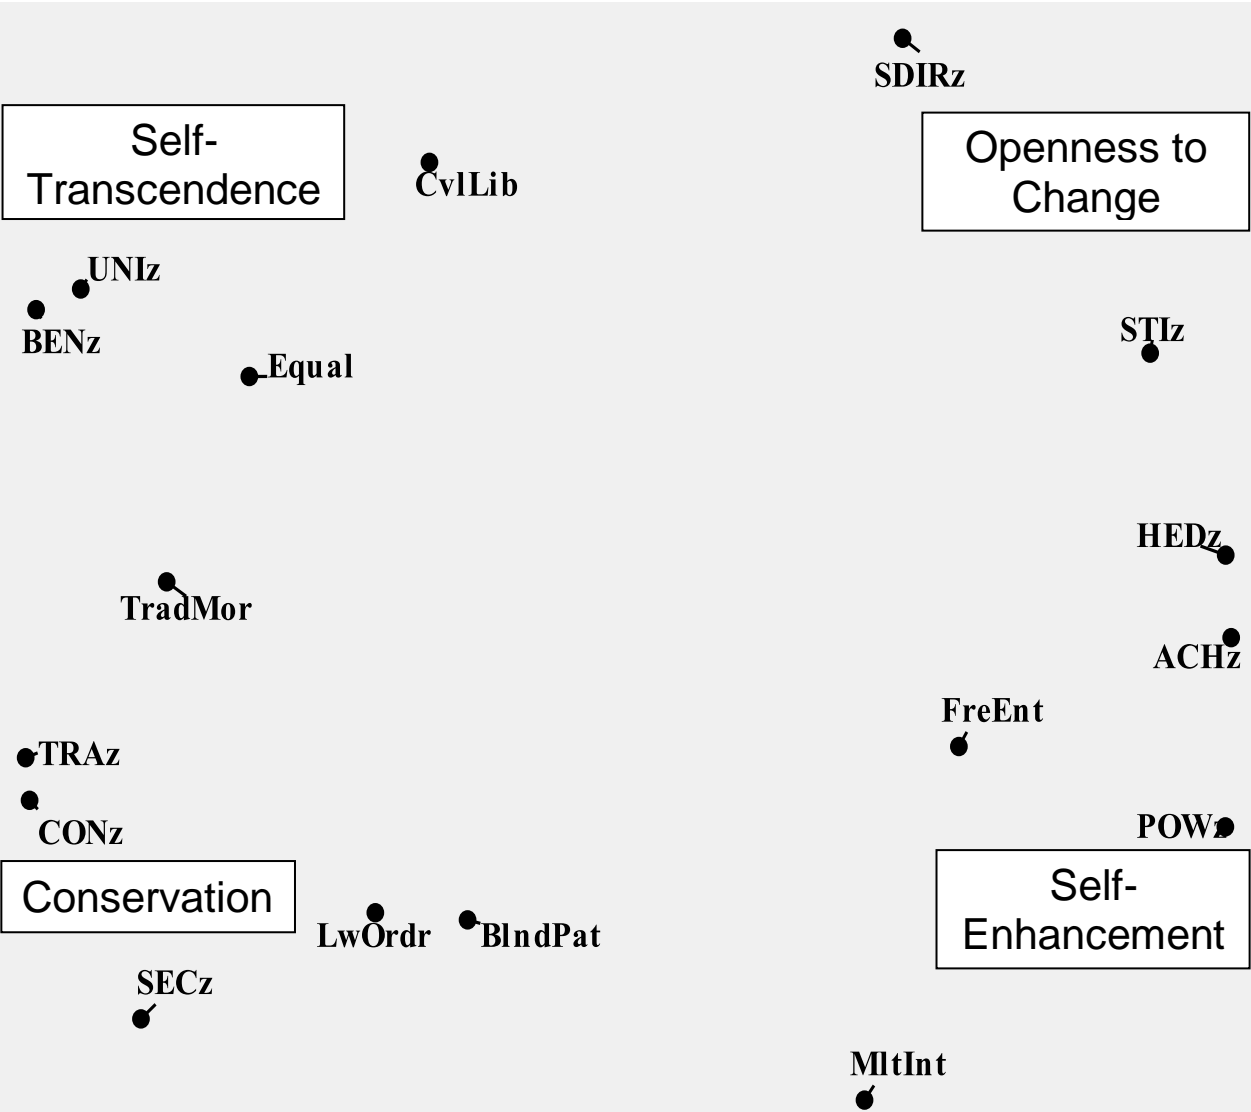 SDIRz
Self-
Transcendence
Openness to
Change
CvlLib
UNIz
BENz
STIz
Equal
HEDz
TradMor
ACHz
FreEnt
TRAz
CONz
POWz
Conservation
Self-
Enhancement
LwOrdr
BlndPat
SECz
MltInt